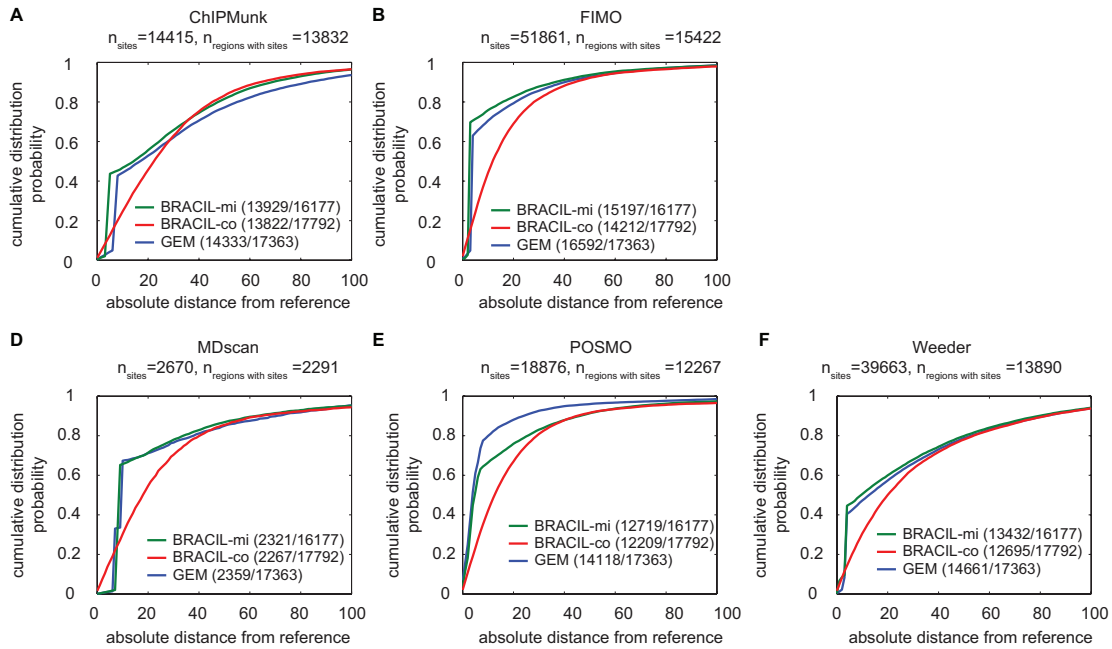 A
ChIPMunk
n sites =14415, n regions with sites =13832
cumulative distribution
probability
1
0.8
0.6
0.4
0.2
0
BRACIL-mi (13929/16177)
BRACIL-co (13822/17792)
GEM (14333/17363)
0 20 40 60 80 100
absolute distance from reference
B
FIMO
n sites =51861, n regions with sites =15422
cumulative distribution
probability
1
0.8
0.6
0.4
0.2
0
BRACIL-mi (15197/16177)
BRACIL-co (14212/17792)
GEM (16592/17363)
0 20 40 60 80 100
absolute distance from reference
D
MDscan
n sites =2670, n regions with sites =2291
cumulative distribution
probability
1
0.8
0.6
0.4
0.2
0
BRACIL-mi (2321/16177)
BRACIL-co (2267/17792)
GEM (2359/17363)
0 20 40 60 80 100
absolute distance from reference
E
POSMO
n sites =18876, n regions with sites =12267
cumulative distribution
probability
1
0.8
0.6
0.4
0.2
0
BRACIL-mi (12719/16177)
BRACIL-co (12209/17792)
GEM (14118/17363)
0 20 40 60 80 100
absolute distance from reference
F
Weeder
n sites =39663, n regions with sites =13890
cumulative distribution
probability
1
0.8
0.6
0.4
0.2
0
BRACIL-mi (13432/16177)
BRACIL-co (12695/17792)
GEM (14661/17363)
0 20 40 60 80 100
absolute distance from reference